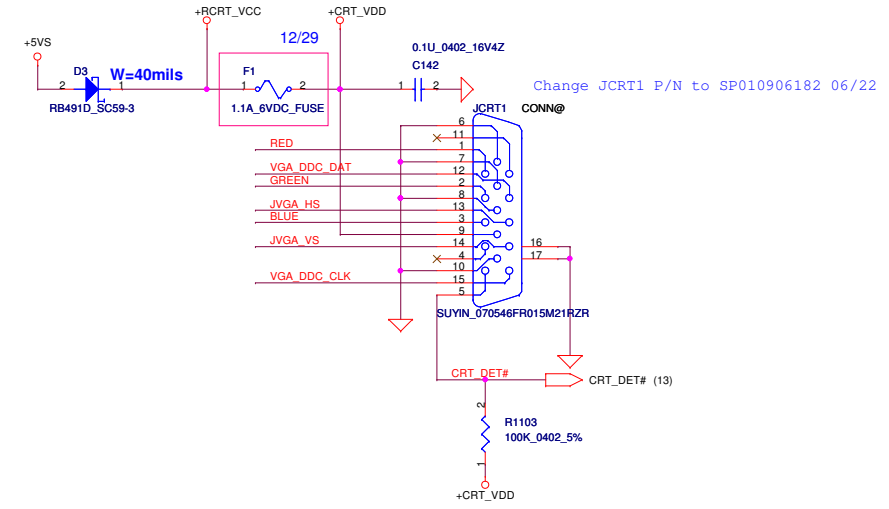 +RCRT_VCC
+CRT_VDD
+5VS
12/29
0.1U_0402_16V4Z
D3
W=40mils
F1
C142
2
1
1
2
1
2
RB491D_SC59-3
1.1A_6VDC_FUSE
Change JCRT1 P/N to SP010906182 06/22
JCRT1
CONN@
6
11
RED
1
7
VGA_DDC_DAT
12
GREEN
2
8
JVGA_HS
13
BLUE
3
9
JVGA_VS
14
16
4
17
10
VGA_DDC_CLK
15
5
SUYIN_070546FR015M21RZR
CRT_DET#
CRT_DET# (13)
2
R1103
100K_0402_5%
1
+CRT_VDD